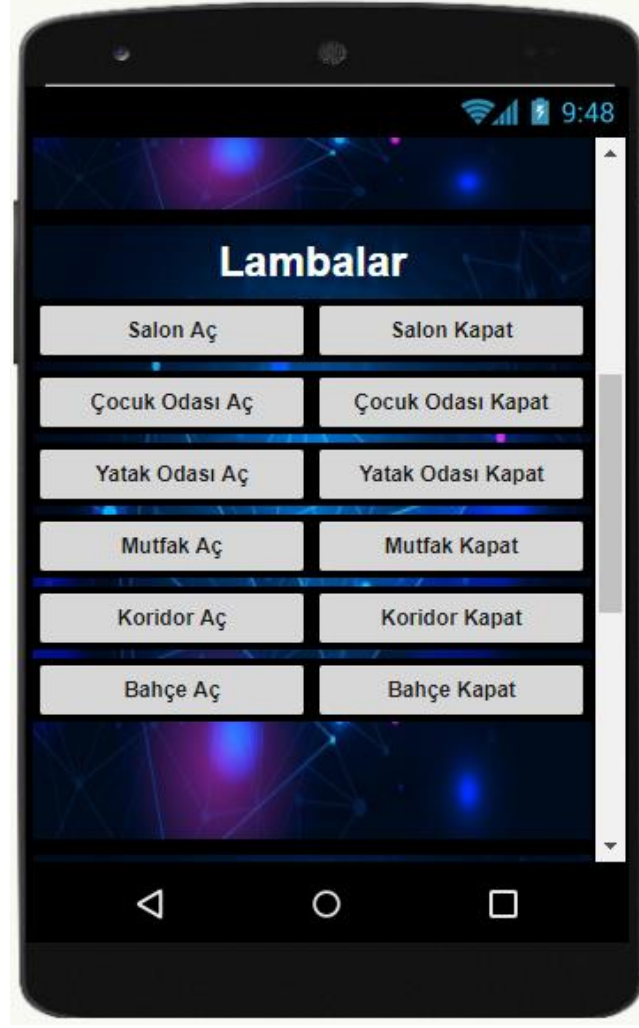 9:48
Lambalar
Salon Aç Salon Kapat
Çocuk Odası Aç Çocuk Odası Kapat
Yatak Odası Aç Yatak Odası Kapat
Mutfak Aç Mutfak Kapat
Koridor Aç Koridor Kapat
Bahçe Aç Bahçe Kapat